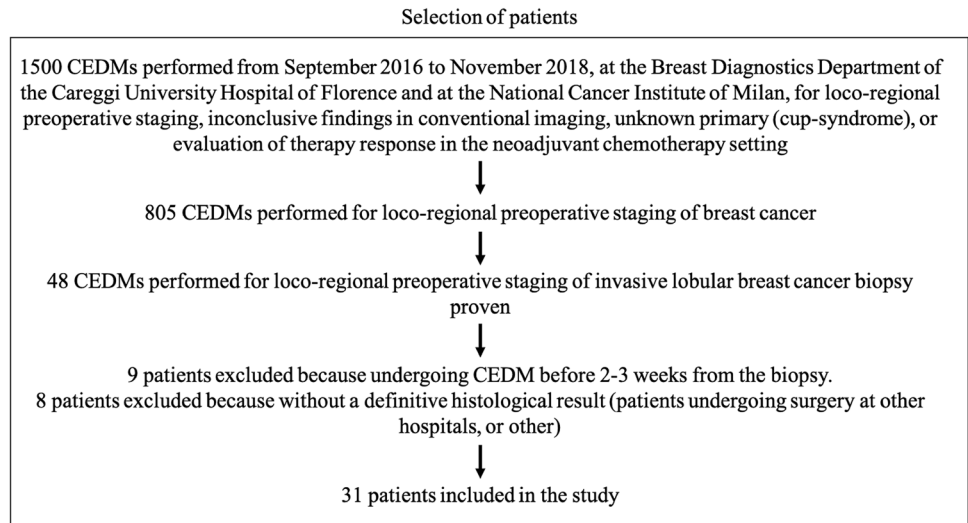 Selection of patients
1500 CEDMs performed from September 2016 to November 2018, at the Breast Diagnostics Department of
the Careggi University Hospital of Florence and at the National Cancer Institute of Milan, for loco-regional
preoperative staging, inconclusive findings in conventional imaging, unknown primary (cup-syndrome), or
evaluation of therapy response in the neoadjuvant chemotherapy setting
805 CEDMs performed for loco-regional preoperative staging of breast cancer
48 CEDMs performed for loco-regional preoperative staging of invasive lobular breast cancer biopsy
proven
9 patients excluded because undergoing CEDM before 2-3 weeks from the biopsy.
8 patients excluded because without a definitive histological result (patients undergoing surgery at other
hospitals, or other)
31 patients included in the study